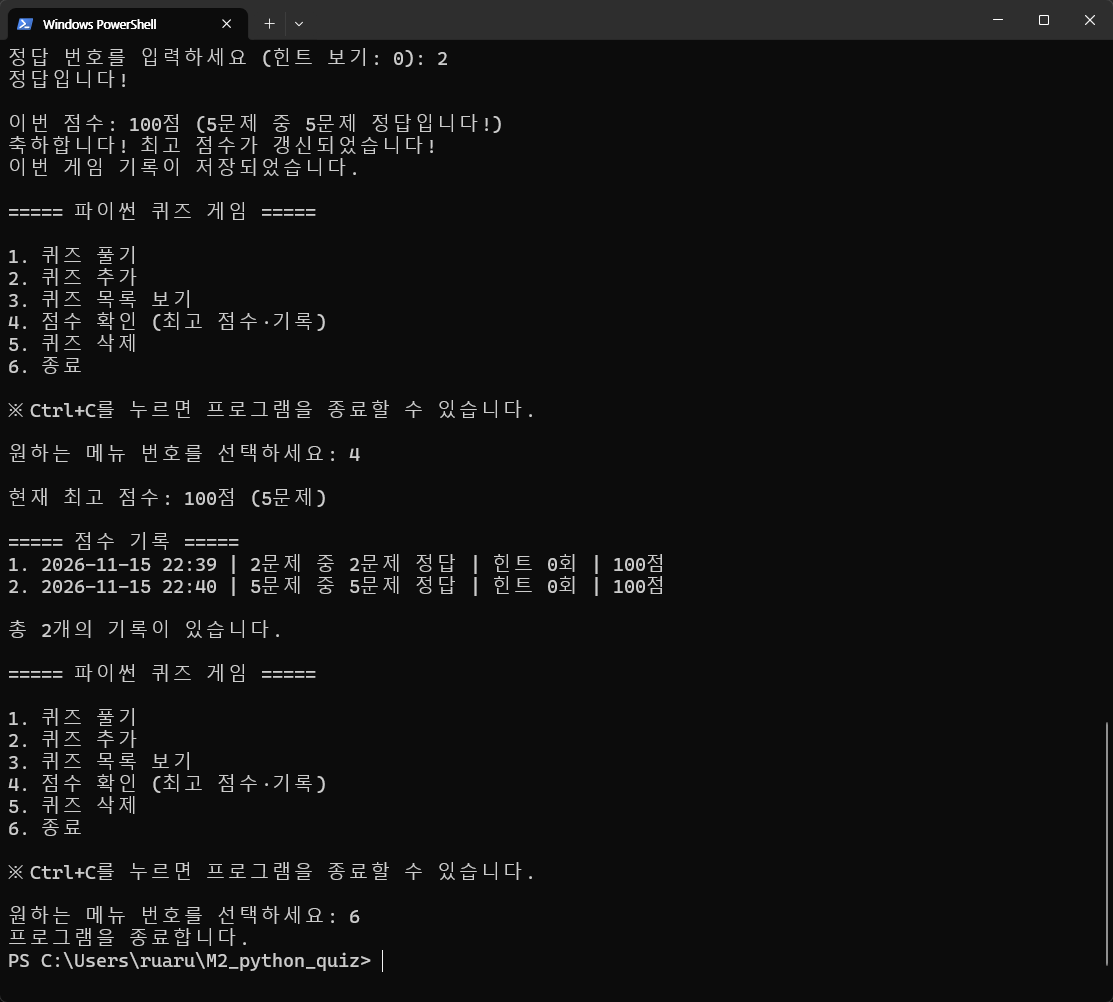 Windows PowerShell
정답 번호를 입력하세요 (힌트 보기: 0): 2
정답입니다!
이번 점수: 100점 (5문제 중 5문제 정답입니다!)
축하합니다! 최고 점수가 갱신되었습니다!
이번 게임 기록이 저장되었습니다.
===== 파이썬 퀴즈 게임 =====
1. 퀴즈 풀기
2. 퀴즈 추가
3. 퀴즈 목록 보기
4. 점수 확인 (최고 점수·기록)
5. 퀴즈 삭제
6. 종료
※ Ctrl+C를 누르면 프로그램을 종료할 수 있습니다.
원하는 메뉴 번호를 선택하세요: 4
현재 최고 점수: 100점 (5문제)
===== 점수 기록 =====
1. 2026-11-15 22:39 | 2문제 중 2문제 정답 | 힌트 0회 | 100점
2. 2026-11-15 22:40 | 5문제 중 5문제 정답 | 힌트 0회 | 100점
총 2개의 기록이 있습니다.
===== 파이썬 퀴즈 게임 =====
1. 퀴즈 풀기
2. 퀴즈 추가
3. 퀴즈 목록 보기
4. 점수 확인 (최고 점수·기록)
5. 퀴즈 삭제
6. 종료
※ Ctrl+C를 누르면 프로그램을 종료할 수 있습니다.
원하는 메뉴 번호를 선택하세요: 6
프로그램을 종료합니다.
PS C:\Users\ruaru\M2_python_quiz>